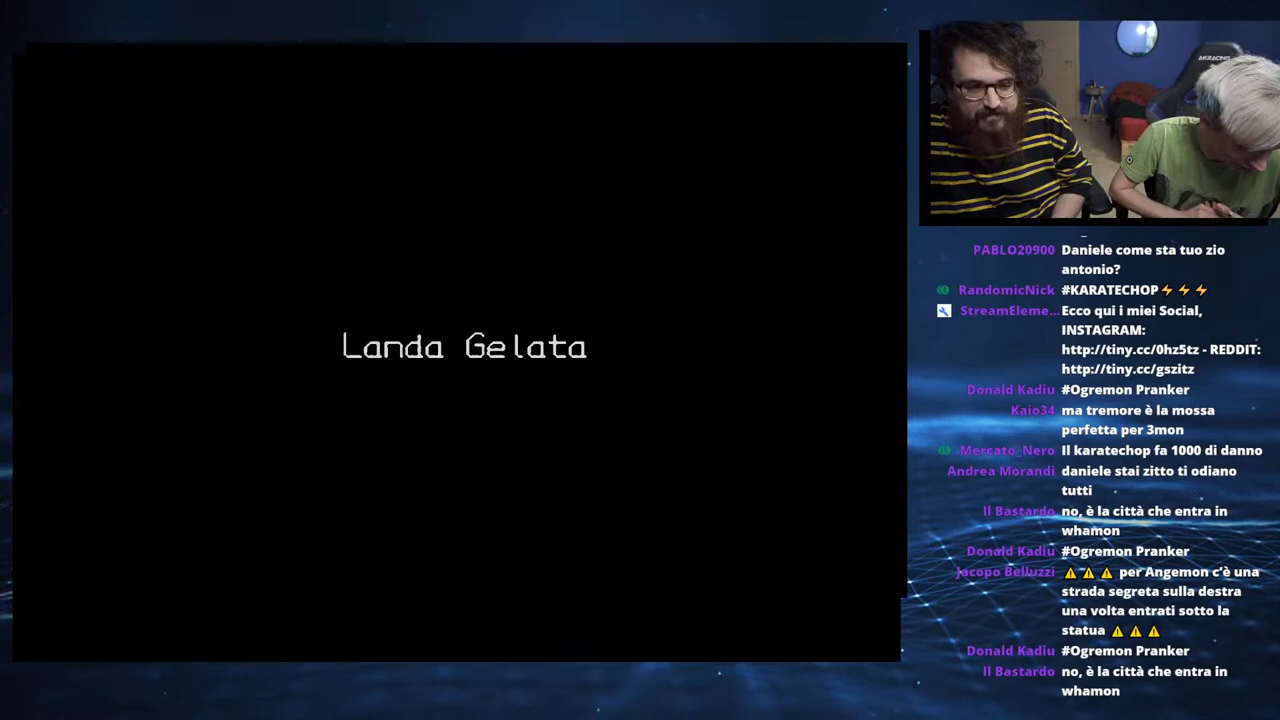 Landa Gelata
AKRACING
PABLO20900 Daniele come sta tuo zio
antonio?
RandomicNick #KARATECHOP⚡⚡⚡
StreamEleme... Ecco qui i miei Social,
INSTAGRAM:
http://tiny.cc/0hz5tz - REDDIT:
http://tiny.cc/gszitz
Donald Kadiu #Ogremon Pranker
Kaio34 ma tremore è la mossa
perfetta per 3mon
Mercato_Nero Il karatechop fa 1000 di danno
Andrea Morandi daniele stai zitto ti odiano
tutti
Il Bastardo no, è la città che entra in
whamon
Donald Kadiu #Ogremon Pranker
Jacopo Belluzzi ⚠⚠⚠ per Angemon c’è una
strada segreta sulla destra
una volta entrati sotto la
statua ⚠⚠⚠
Donald Kadiu #Ogremon Pranker
Il Bastardo no, è la città che entra in
whamon